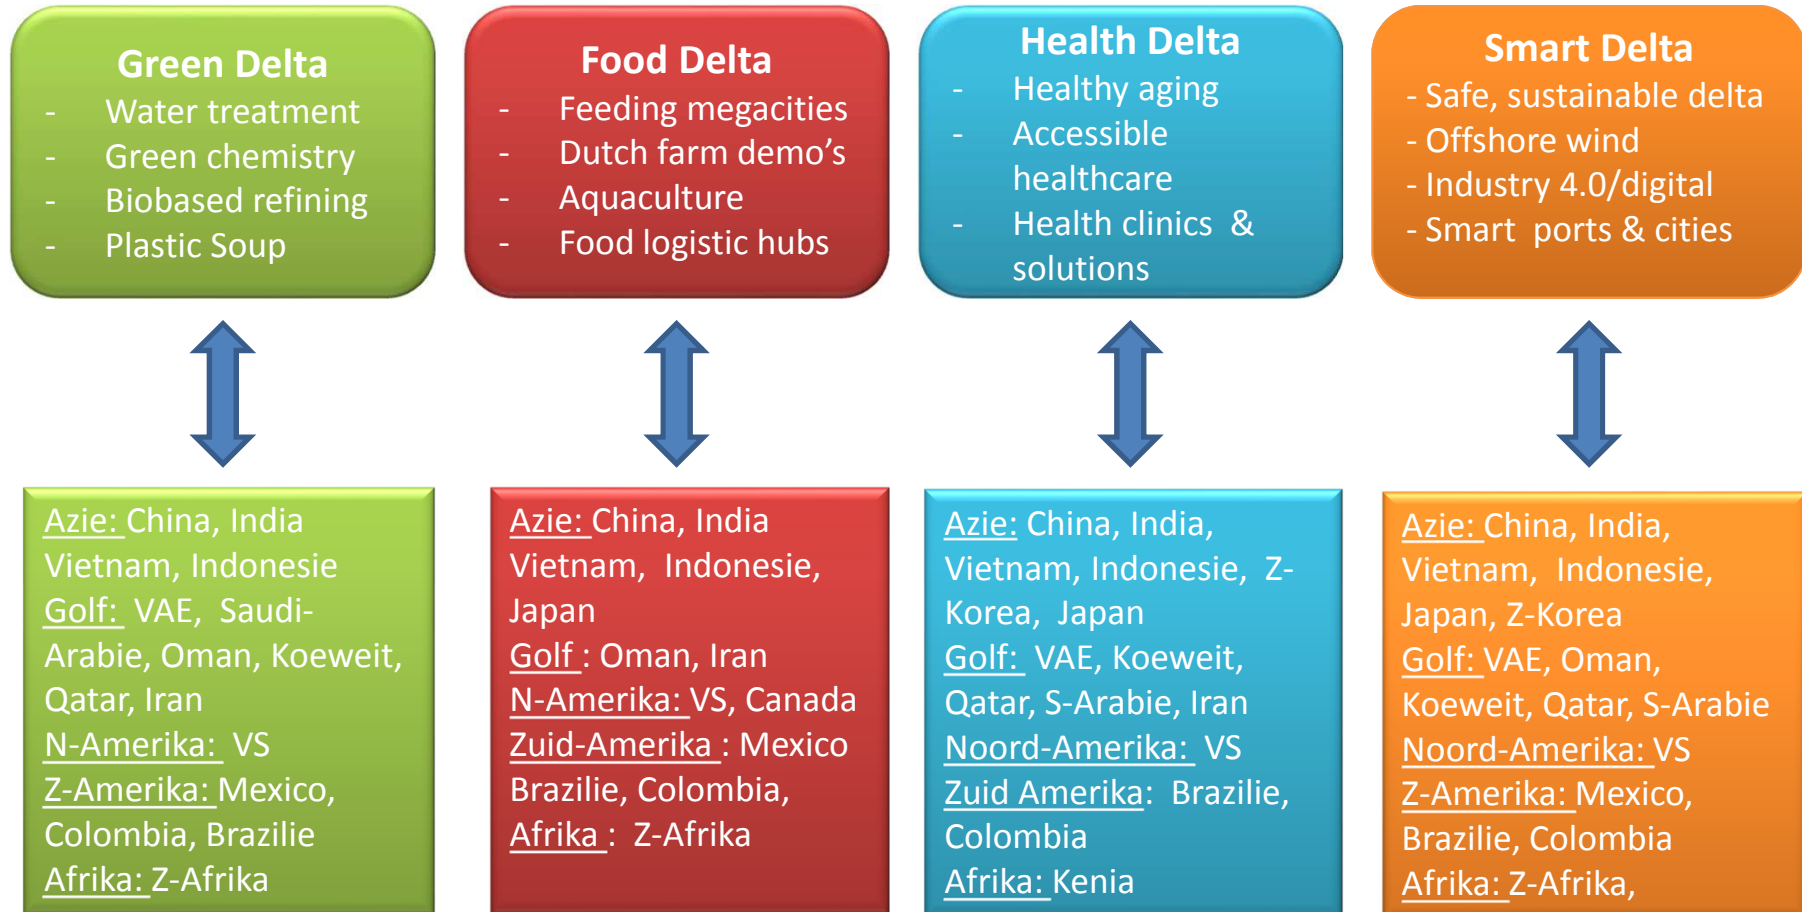 Green Delta
- Water treatment
- Green chemistry
- Biobased refining
- Plastic Soup
Food Delta
- Feeding megacities
- Dutch farm demo's
- Aquaculture
- Food logistic hubs
Health Delta
- Healthy aging
- Accessible
healthcare
- Health clinics &
solutions
Smart Delta
- Safe, sustainable delta
- Offshore wind
- Industry 4.0/digital
- Smart ports & cities
Azie: China, India
Vietnam, Indonesie
Golf: VAE, Saudi-
Arabie, Oman, Koeweit,
Qatar, Iran
N-Amerika: VS
Z-Amerika: Mexico,
Colombia, Brazilie
Afrika: Z-Afrika
Azie: China, India
Vietnam, Indonesie,
Japan
Golf : Oman, Iran
N-Amerika: VS, Canada
Zuid-Amerika : Mexico
Brazilie, Colombia,
Afrika : Z-Afrika
Azie: China, India,
Vietnam, Indonesie, Z-
Korea, Japan
Golf: VAE, Koeweit,
Qatar, S-Arabie, Iran
Noord-Amerika: VS
Zuid Amerika: Brazilie,
Colombia
Afrika: Kenia
Azie: China, India,
Vietnam, Indonesie,
Japan, Z-Korea
Golf: VAE, Oman,
Koeweit, Qatar, S-Arabie
Noord-Amerika: VS
Z-Amerika: Mexico,
Brazilie, Colombia
Afrika: Z-Afrika,